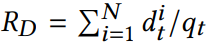 R_D = \sum_{i=1}^{N} d_t^i / q_t